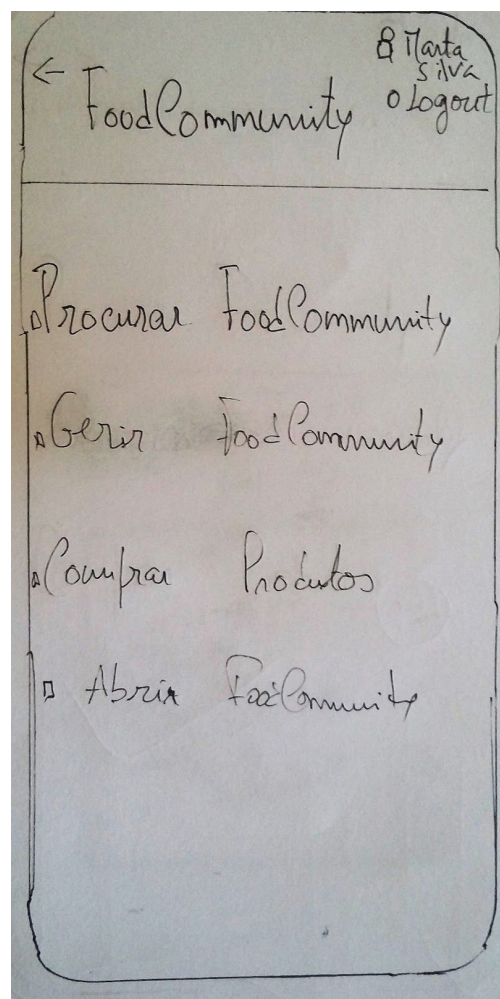 ←
Marta
Silva
FoodCommunity
Logout
Procurar FoodCommunity
Gerir FoodCommunity
Comprar Produtos
Abrir FoodCommunity